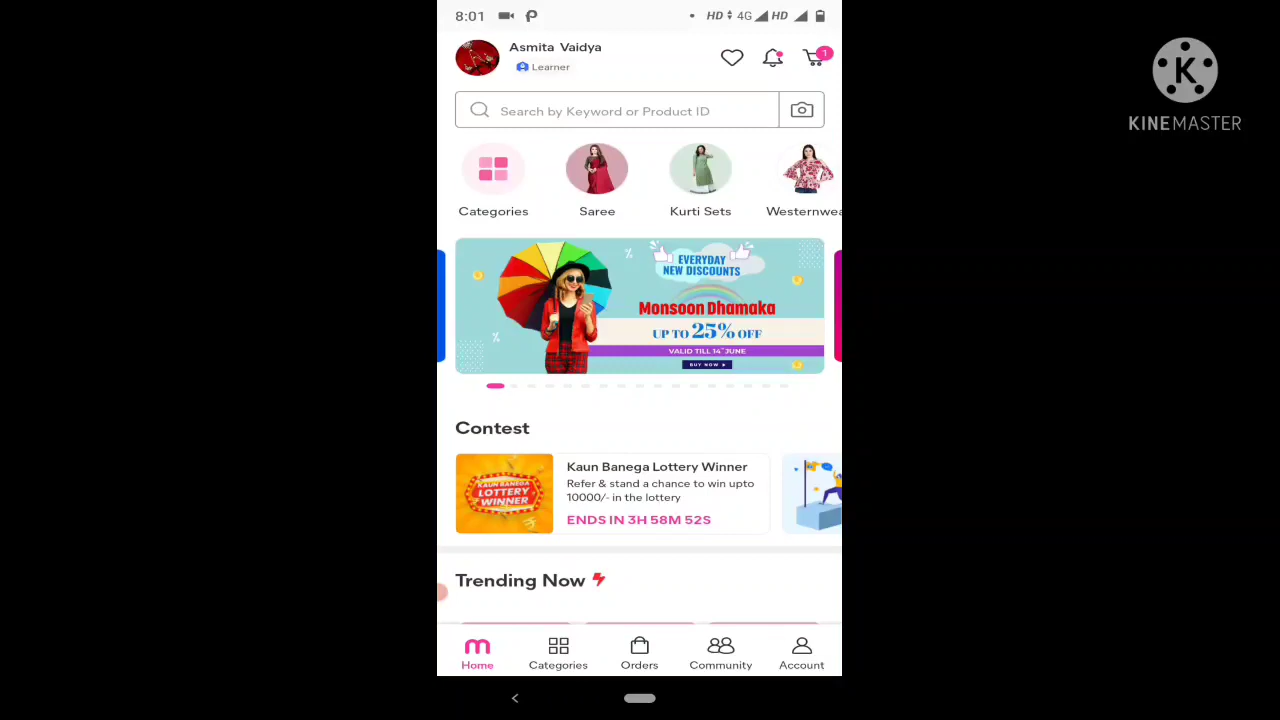 8:01
HD 4G HD
Asmita Vaidya
Learner
1
Search by Keyword or Product ID
Categories
Saree
Kurti Sets
Westernwea
EVERYDAY
NEW DISCOUNTS
Monsoon Dhamaka
UP TO 25% OFF
VALID TILL 14TH JUNE
BUY NOW
Contest
KAUN BANEGA
LOTTERY
WINNER
Kaun Banega Lottery Winner
Refer & stand a chance to win upto
10000/- in the lottery
ENDS IN 3H 58M 52S
Trending Now
m
Home
Categories
Orders
Community
Account
K
KINEMASTER